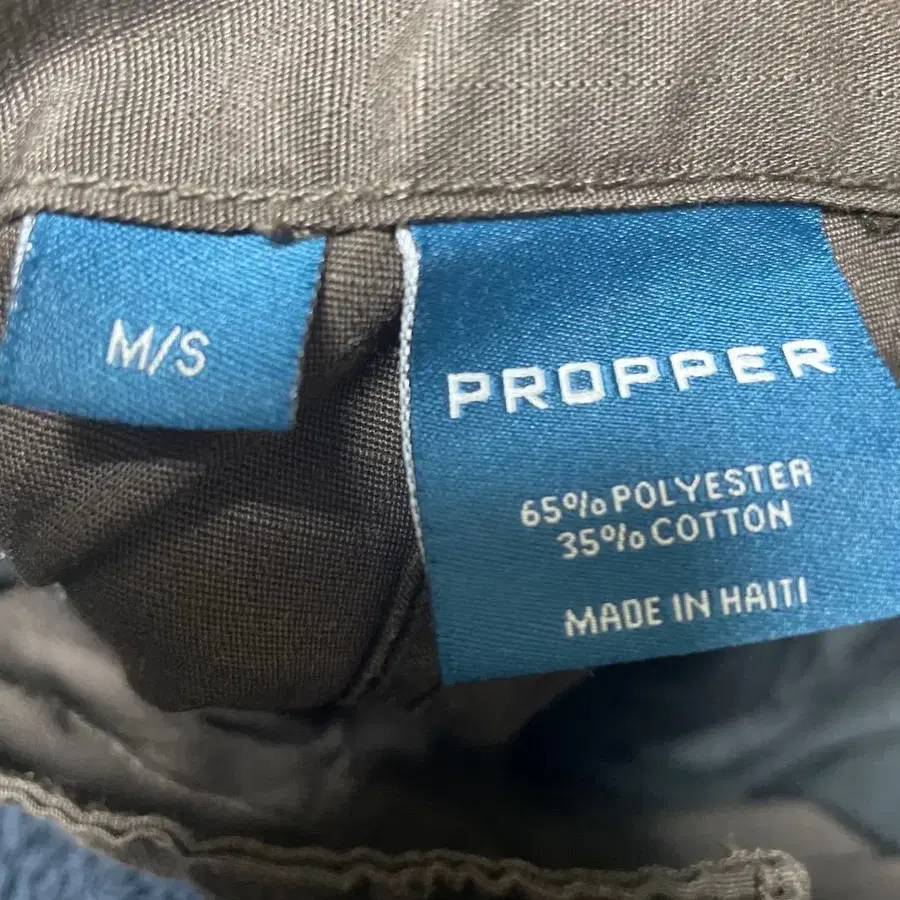 M/S
PROPPER
65% POLYESTER
35% COTTON
MADE IN HAITI